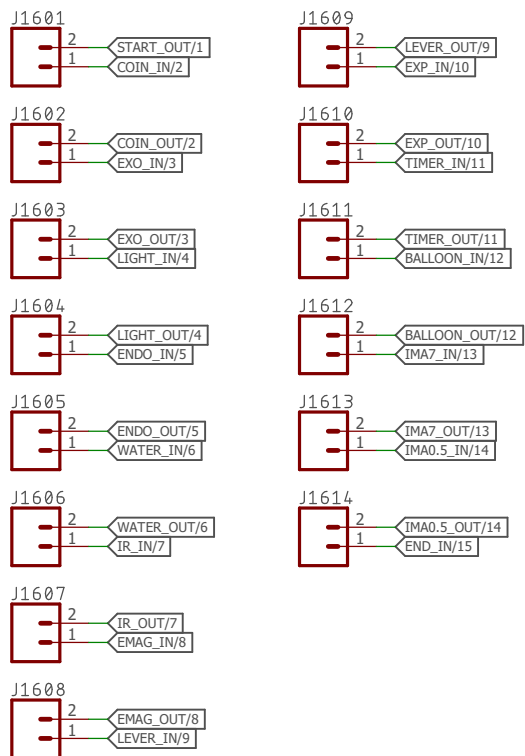 J1601
2 START_OUT/1
1 COIN_IN/2
J1602
2 COIN_OUT/2
1 EXO_IN/3
J1603
2 EXO_OUT/3
1 LIGHT_IN/4
J1604
2 LIGHT_OUT/4
1 ENDO_IN/5
J1605
2 ENDO_OUT/5
1 WATER_IN/6
J1606
2 WATER_OUT/6
1 IR_IN/7
J1607
2 IR_OUT/7
1 EMAG_IN/8
J1608
2 EMAG_OUT/8
1 LEVER_IN/9
J1609
2 LEVER_OUT/9
1 EXP_IN/10
J1610
2 EXP_OUT/10
1 TIMER_IN/11
J1611
2 TIMER_OUT/11
1 BALLOON_IN/12
J1612
2 BALLOON_OUT/12
1 IMA7_IN/13
J1613
2 IMA7_OUT/13
1 IMA0.5_IN/14
J1614
2 IMA0.5_OUT/14
1 END_IN/15